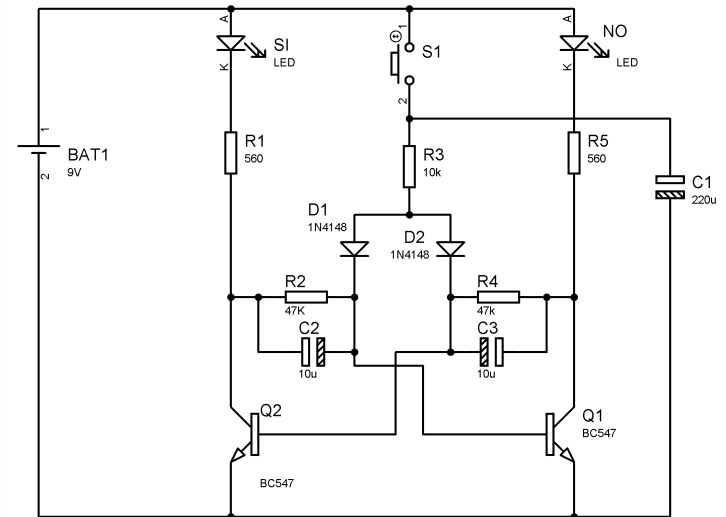 A
SI
LED
K
1
S1
2
A
NO
LED
K
1
BAT1
9V
2
R1
560
R3
10k
R5
560
C1
220u
D1
1N4148
D2
1N4148
R2
47K
R4
47k
C2
10u
C3
10u
Q2
BC547
Q1
BC547